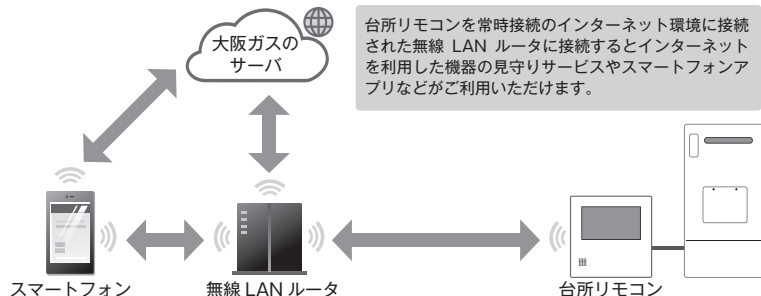 大阪ガスの
サーバ
台所リモコンを常時接続のインターネット環境に接続
された無線 LAN ルータに接続するとインターネット
を利用した機器の見守りサービスやスマートフォンア
プリなどがご利用いただけます。
スマートフォン
無線 LAN ルータ
台所リモコン